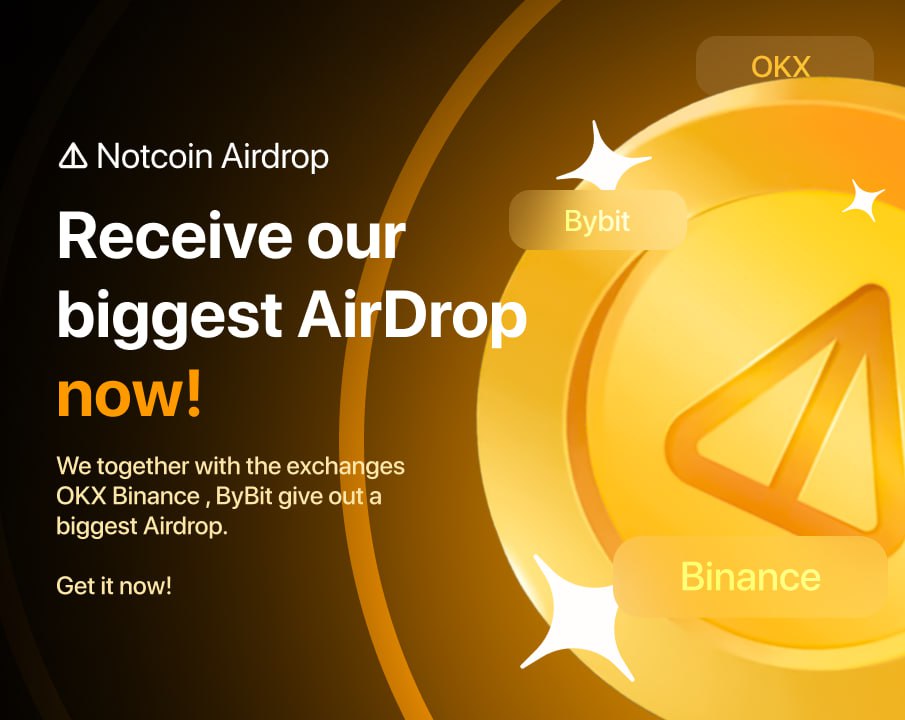 OKX
Notcoin Airdrop
Bybit
Receive our
biggest AirDrop
now!
We together with the exchanges
OKX Binance , ByBit give out a
biggest Airdrop.
Binance
Get it now!